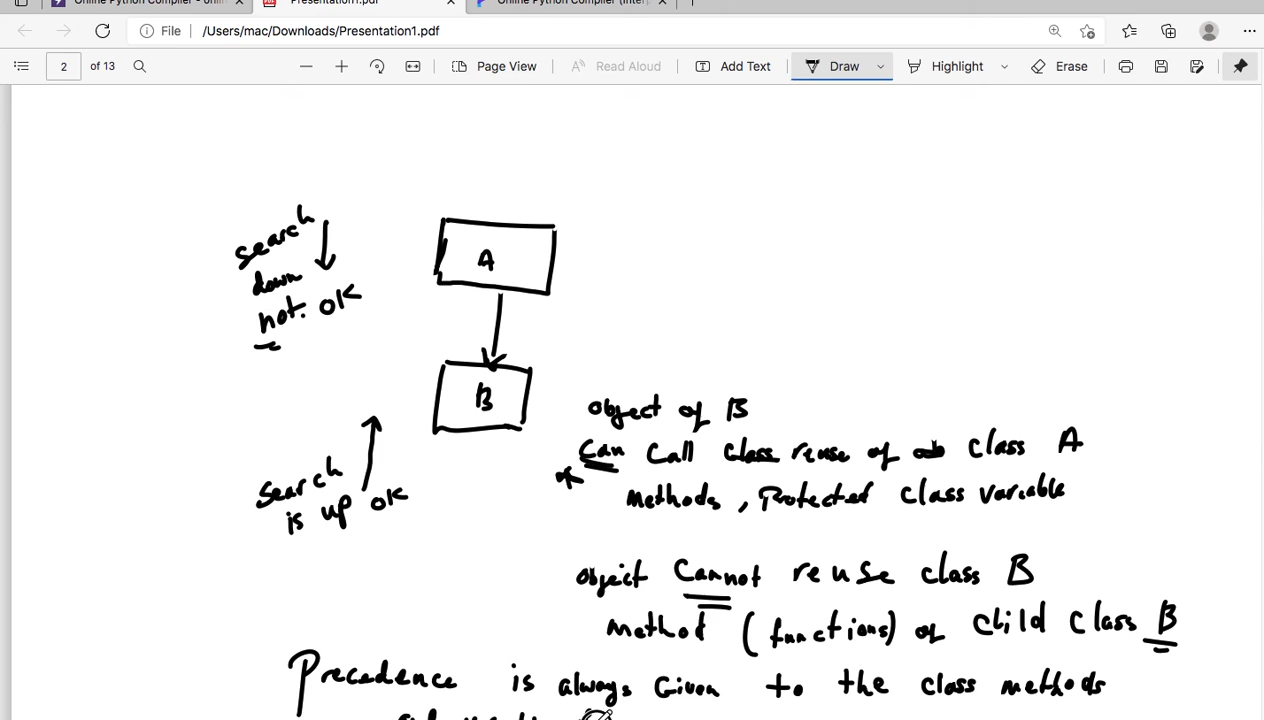 Online Python Compiler - onlin
Presentation1.pdf
Online Python Compiler (Inter
File /Users/mac/Downloads/Presentation1.pdf
2 of 13 Page View Read Aloud Add Text Draw Highlight Erase
search
down
not. OK
A
B
search
is up OK
object of B
* Can Call class reuse of class A
methods, Protected class variable
object Cannot reuse class B
method (functions) of child class B
Precedence is always Given to the class methods